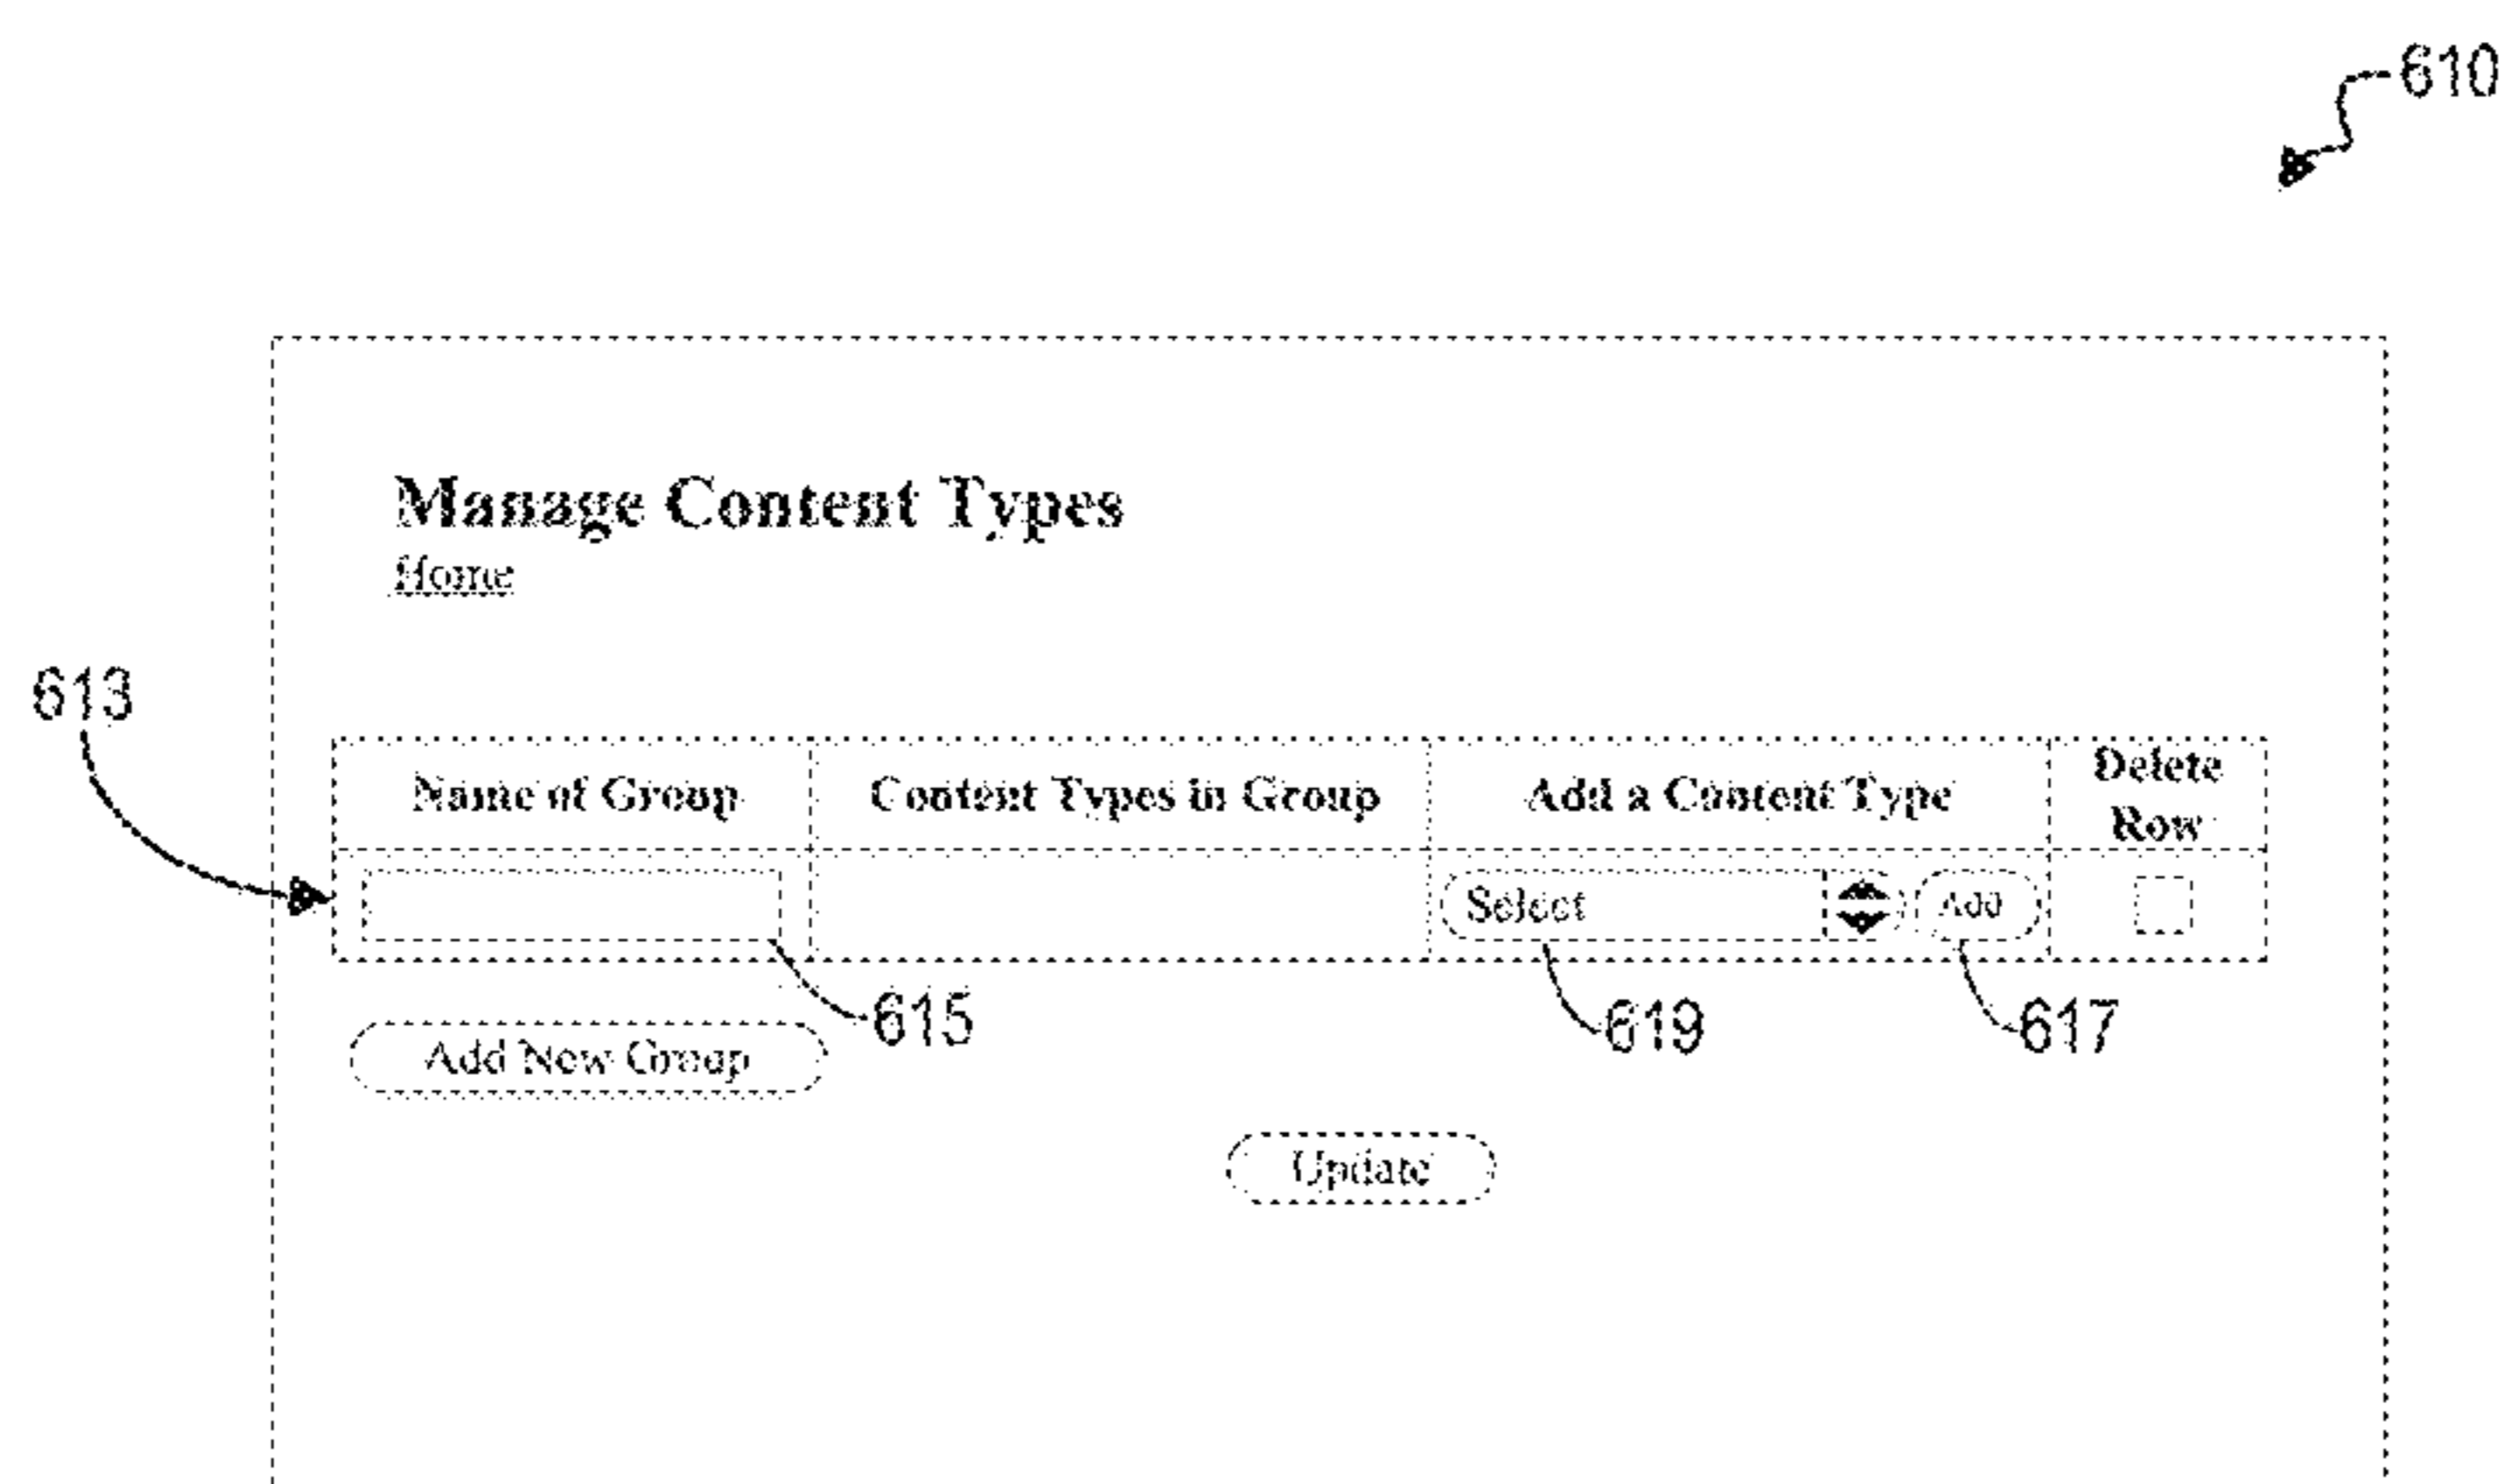 610
Manage Content Types
Home
613
Name of Group Content Types in Group Add a Content Type Delete Row
Select Add
615 619 617
Add New Group
Update